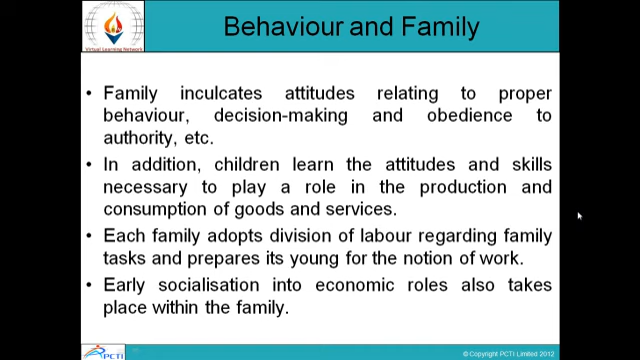 Behaviour and Family
Virtual Learning Network
• Family inculcates attitudes relating to proper
behaviour, decision-making and obedience to
authority, etc.
• In addition, children learn the attitudes and skills
necessary to play a role in the production and
consumption of goods and services.
• Each family adopts division of labour regarding family
tasks and prepares its young for the notion of work.
• Early socialisation into economic roles also takes
place within the family.
PCTI
© Copyright PCTI Limited 2012